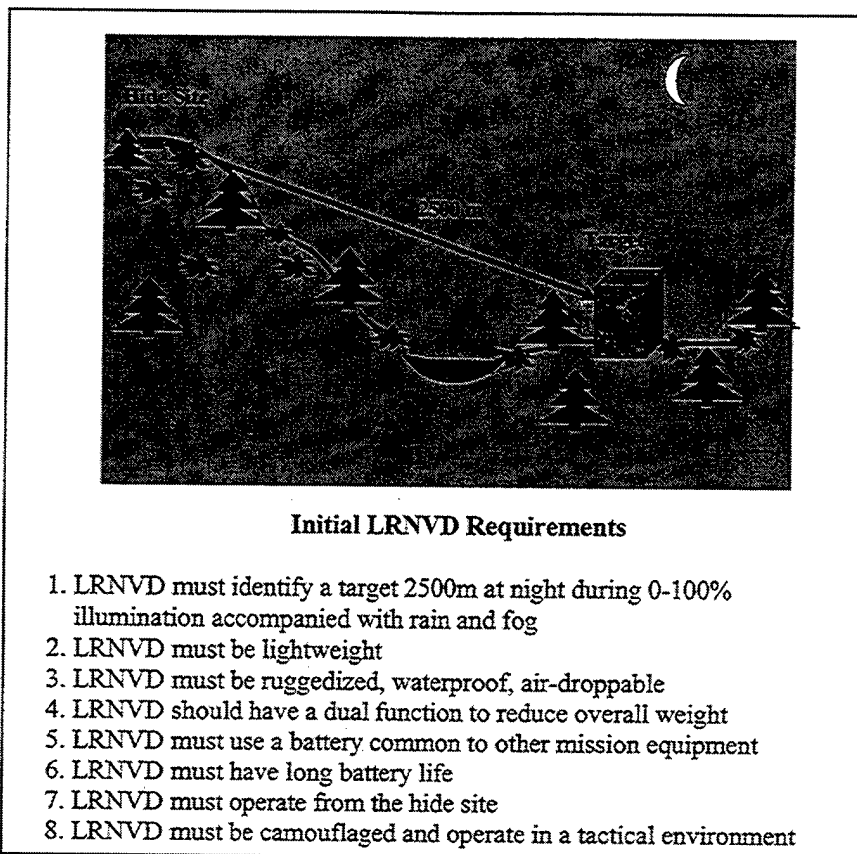 Hide Site
2500m
Target
Initial LRNVD Requirements
1. LRNVD must identify a target 2500m at night during 0-100%
illumination accompanied with rain and fog
2. LRNVD must be lightweight
3. LRNVD must be ruggedized, waterproof, air-droppable
4. LRNVD should have a dual function to reduce overall weight
5. LRNVD must use a battery common to other mission equipment
6. LRNVD must have long battery life
7. LRNVD must operate from the hide site
8. LRNVD must be camouflaged and operate in a tactical environment